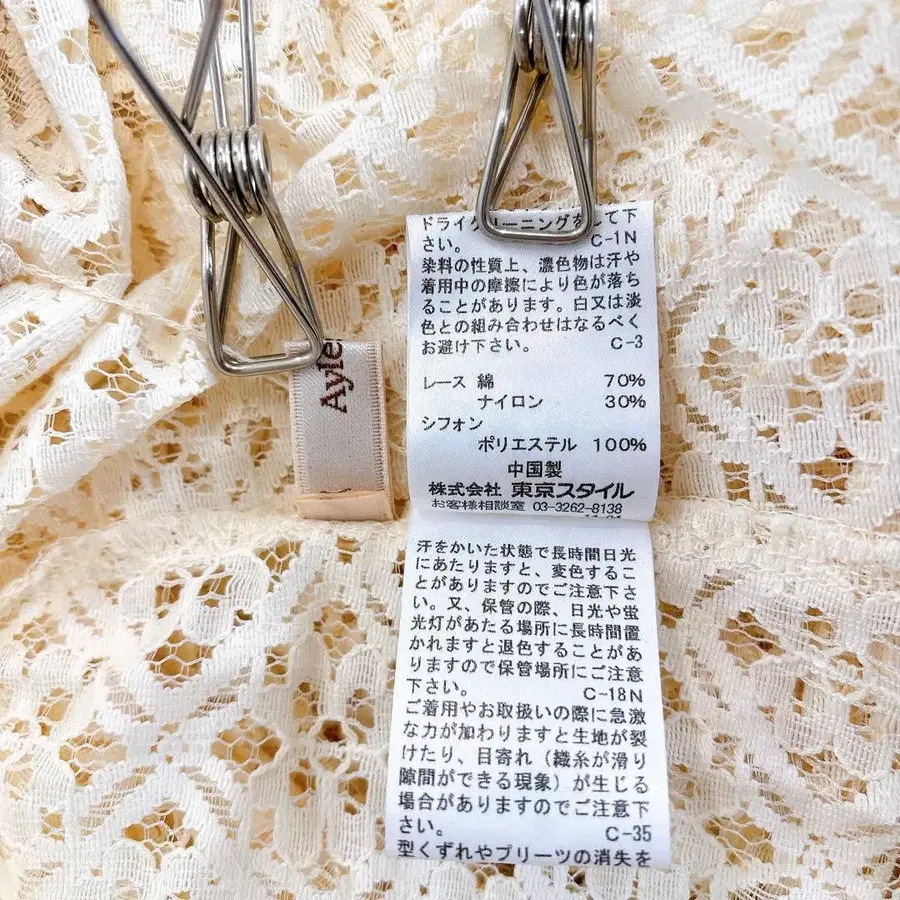 Ayle
ドライクリーニングをして下
さい。 C-1N
染料の性質上、濃色物は汗や
着用中の摩擦により色が落ち
ることがあります。白又は淡
色との組み合わせはなるべく
お避け下さい。 C-3
レース 綿 70%
ナイロン 30%
シフォン
ポリエステル 100%
中国製
株式会社 東京スタイル
お客様相談室 03-3262-8138
汗をかいた状態で長時間日光
にあたりますと、変色するこ
とがありますのでご注意下さ
い。又、保管の際、日光や蛍
光灯があたる場所に長時間置
かれますと退色することがあ
りますので保管場所にご注意
下さい。 C-18N
ご着用やお取扱いの際に急激
な力が加わりますと生地が裂
けたり、目寄れ（織糸が滑り
隙間ができる現象）が生じる
場合がありますのでご注意下
さい。 C-35
型くずれやプリーツの消失を